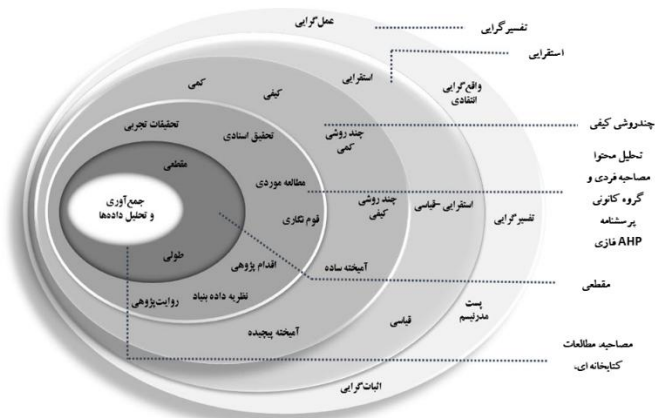 عمل‌گرایی
تفسیرگرایی
استقرایی
واقع‌گرایی
انتقادی
استقرایی
کیفی
کمی
چند روشی
کمی
چندروشی کیفی
تحقیقات تجربی
تحقیق اسنادی
مقطعی
مطالعه موردی
تحلیل محتوا
مصاحبه فردی و
گروه کانونی
پرسشنامه
AHP فازی
جمع‌آوری
و تحلیل داده‌ها
قوم نگاری
چند روشی
کیفی
استقرایی -قیاسی
تفسیرگرایی
طولی
اقدام پژوهی
آمیخته ساده
مقطعی
روایت‌پژوهی
نظریه داده بنیاد
پست
مدرنیسم
قیاسی
آمیخته پیچیده
مصاحبه، مطالعات
کتابخانه ای،
اثبات‌گرایی